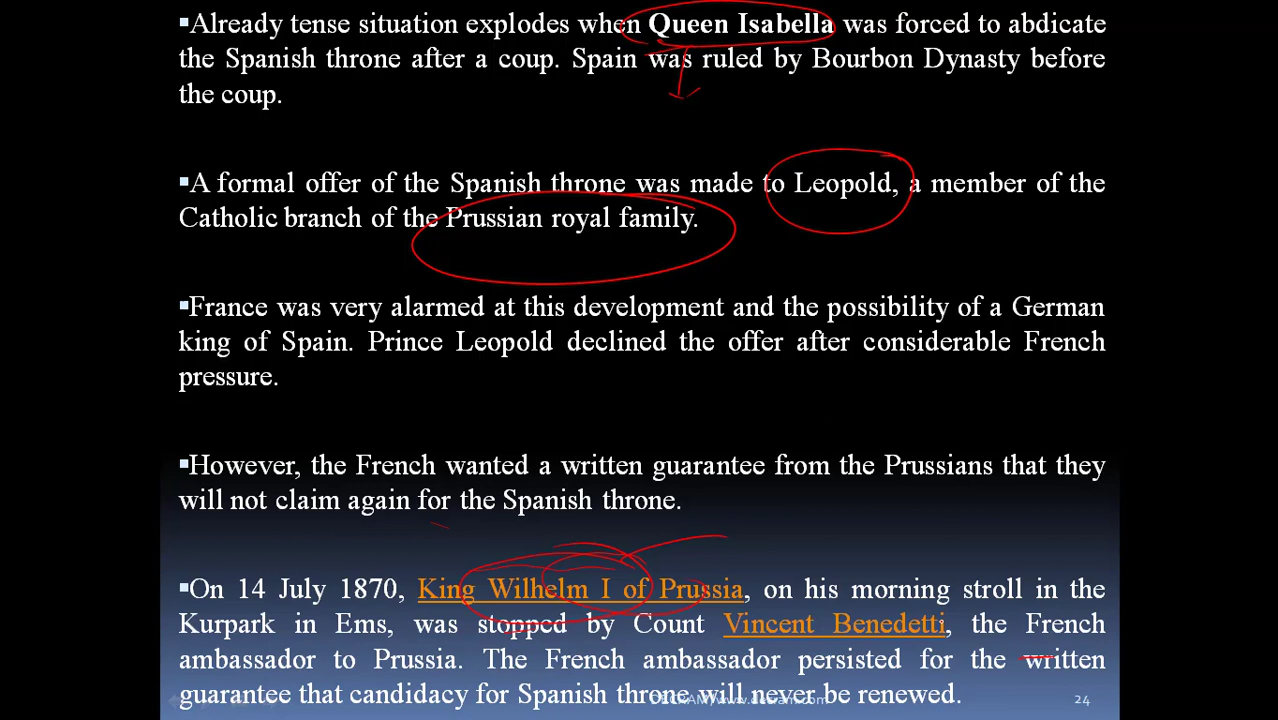 ▪Already tense situation explodes when Queen Isabella was forced to abdicate
the Spanish throne after a coup. Spain was ruled by Bourbon Dynasty before
the coup.
▪A formal offer of the Spanish throne was made to Leopold, a member of the
Catholic branch of the Prussian royal family.
▪France was very alarmed at this development and the possibility of a German
king of Spain. Prince Leopold declined the offer after considerable French
pressure.
▪However, the French wanted a written guarantee from the Prussians that they
will not claim again for the Spanish throne.
▪On 14 July 1870, King Wilhelm I of Prussia, on his morning stroll in the
Kurpark in Ems, was stopped by Count Vincent Benedetti, the French
ambassador to Prussia. The French ambassador persisted for the written
guarantee that candidacy for Spanish throne will never be renewed.
24